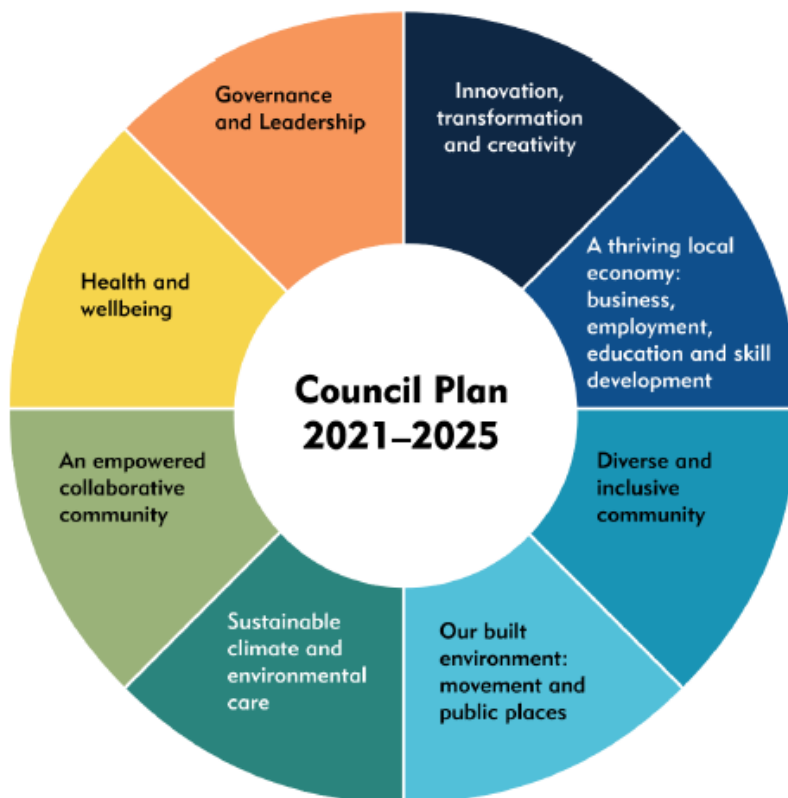 Governance
and Leadership
Innovation,
transformation
and creativity
A thriving local
economy:
business,
employment,
education and skill
development
Diverse and
inclusive
community
Our built
environment:
movement and
public places
Sustainable
climate and
environmental
care
An empowered
collaborative
community
Health and
wellbeing
Council Plan
2021–2025